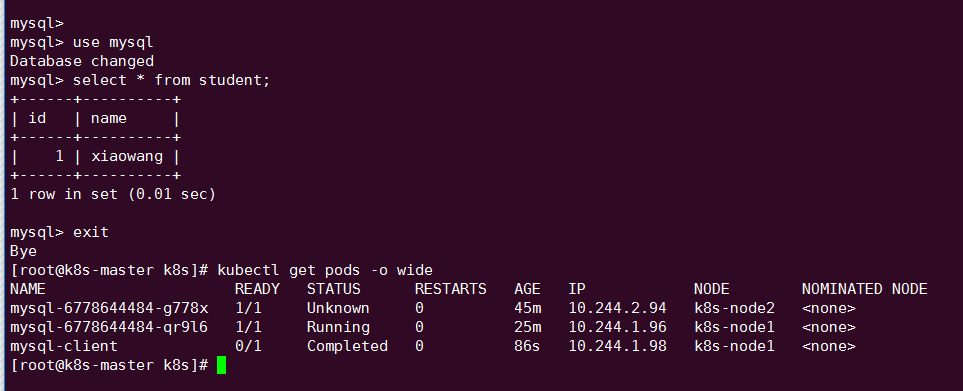 mysql>
mysql> use mysql
Database changed
mysql> select * from student;
+------+----------+
| id   | name     |
+------+----------+
|    1 | xiaowang |
+------+----------+
1 row in set (0.01 sec)

mysql> exit
Bye
[root@k8s-master k8s]# kubectl get pods -o wide
NAME                     READY   STATUS      RESTARTS   AGE   IP            NODE        NOMINATED NODE
mysql-6778644484-g778x   1/1     Unknown     0          45m   10.244.2.94   k8s-node2   <none>
mysql-6778644484-qr9l6   1/1     Running     0          25m   10.244.1.96   k8s-node1   <none>
mysql-client             0/1     Completed   0          86s   10.244.1.98   k8s-node1   <none>
[root@k8s-master k8s]#